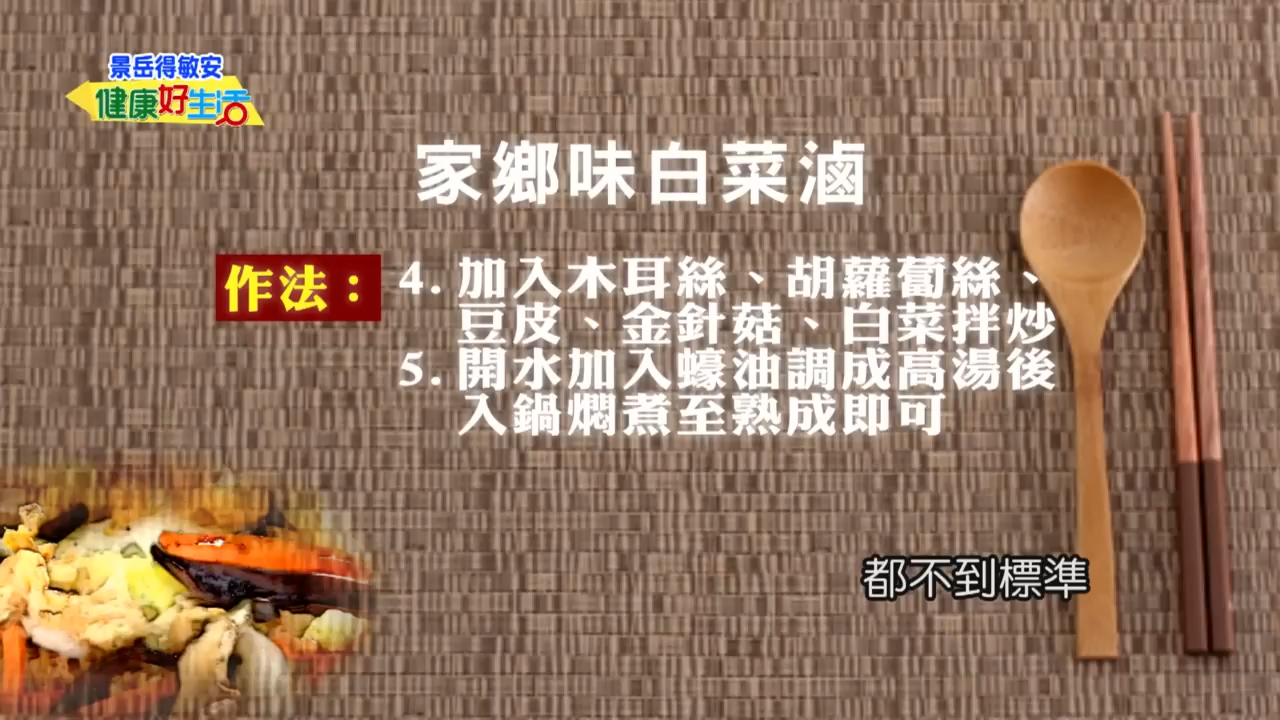 景岳得敏安
健康好生活
家鄉味白菜滷
作法：
4. 加入木耳絲、胡蘿蔔絲、
豆皮、金針菇、白菜拌炒
5. 開水加入蠔油調成高湯後
入鍋燜煮至熟成即可
都不到標準